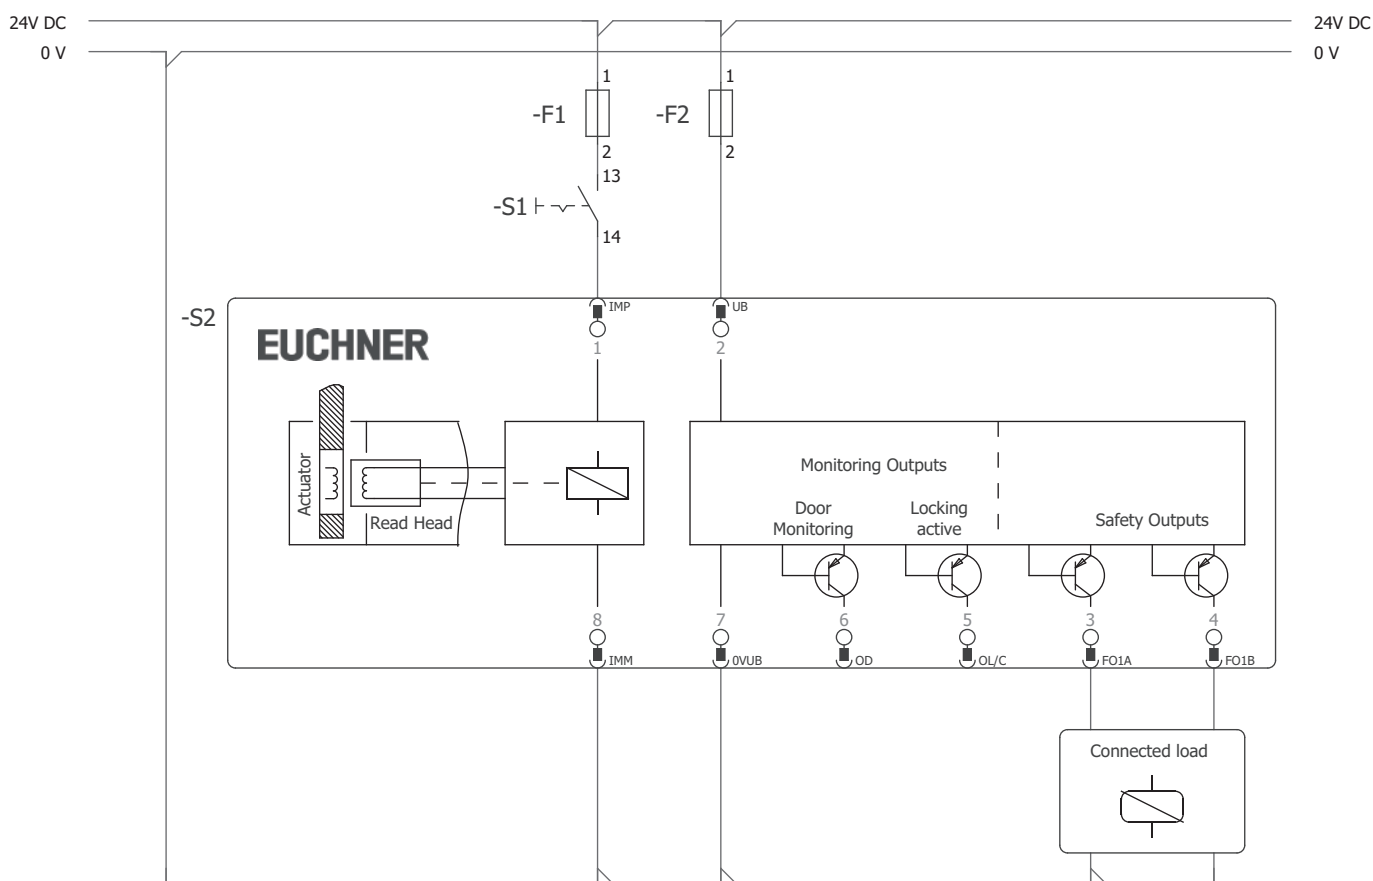 24V DC
24V DC
0 V
0 V
1
1
-F1
-F2
2
2
13
-S1
14
-S2
IMP
UB
EUCHNER
1
2
Actuator
Read Head
Monitoring Outputs
Door
Monitoring
Locking
active
Safety Outputs
8
7
6
5
3
4
IMM
0VUB
OD
OL/C
FO1A
FO1B
Connected load